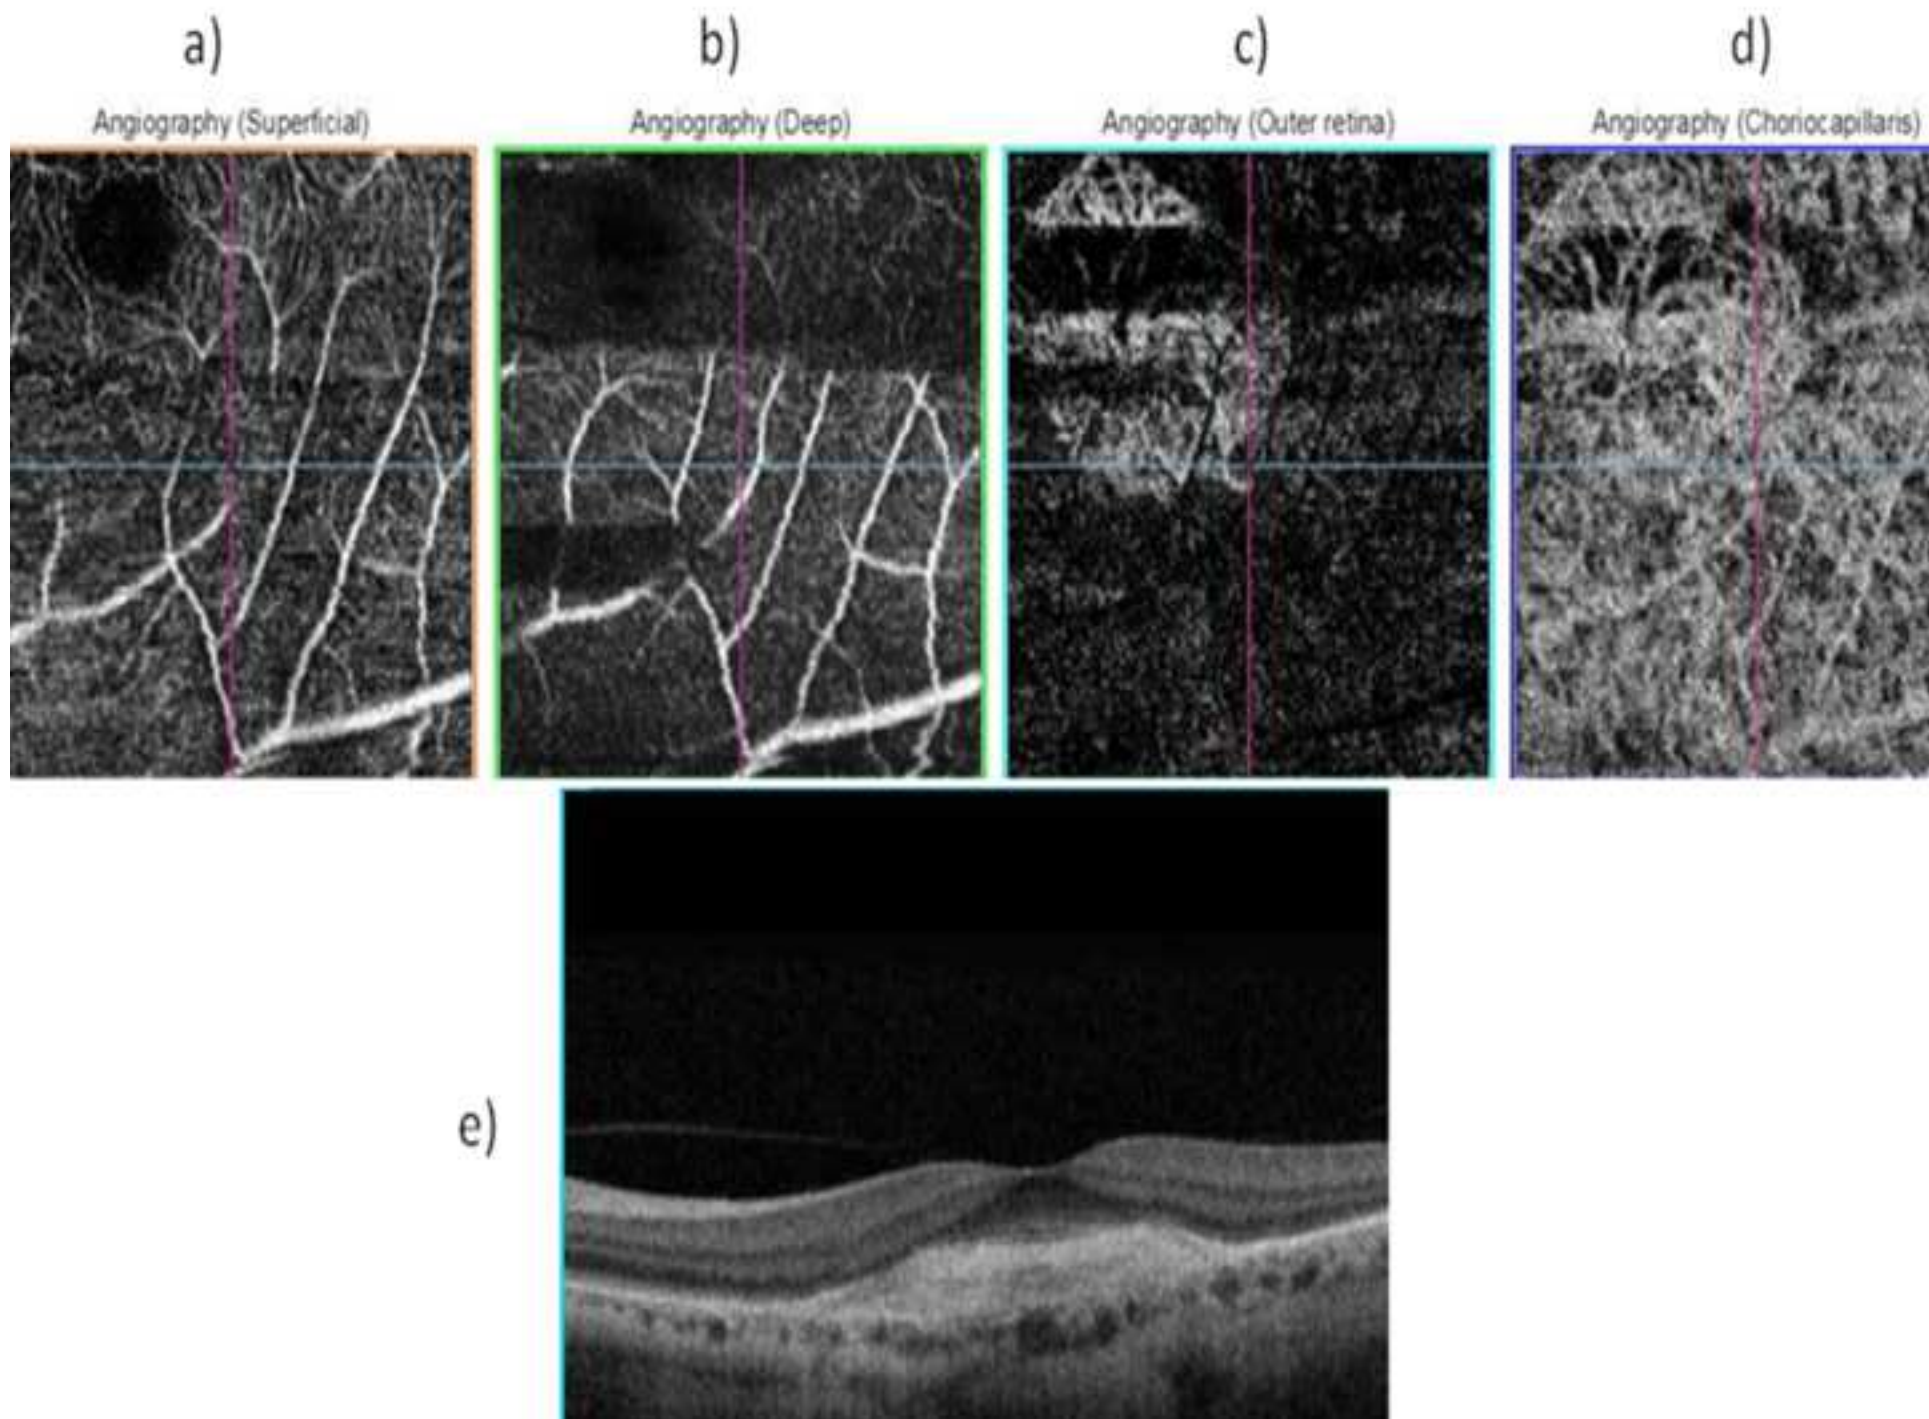 a)
b)
c)
d)
Angiography (Superficial)
Angiography (Deep)
Angiography (Outer retina)
Angiography (Choriocapillaris)
e)